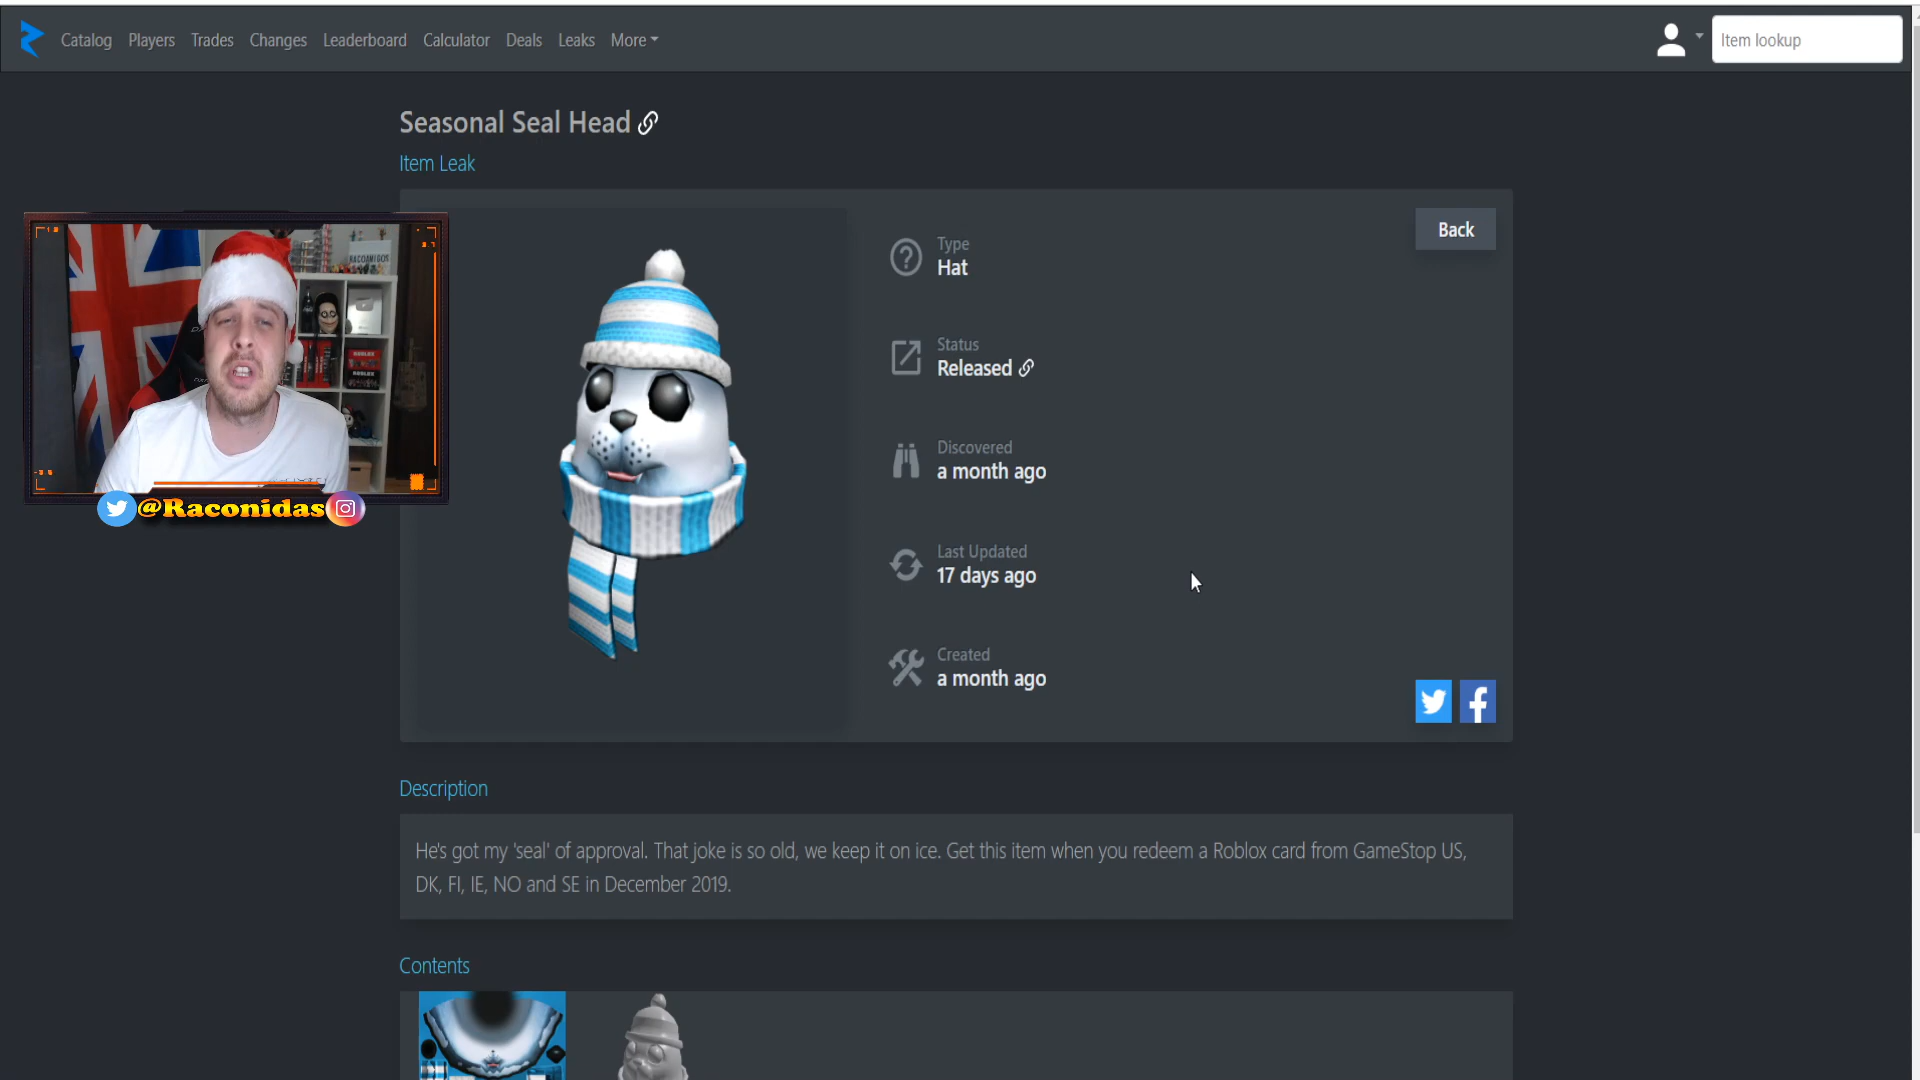 Catalog Players Trades Changes Leaderboard Calculator Deals Leaks More
Item lookup
Seasonal Seal Head
Item Leak
Back
Type
Hat
Status
Released
Discovered
a month ago
Last Updated
17 days ago
Created
a month ago
RACOAMIGOS
ROBLOX
@Raconidas
Description
He's got my 'seal' of approval. That joke is so old, we keep it on ice. Get this item when you redeem a Roblox card from GameStop US,
DK, FI, IE, NO and SE in December 2019.
Contents